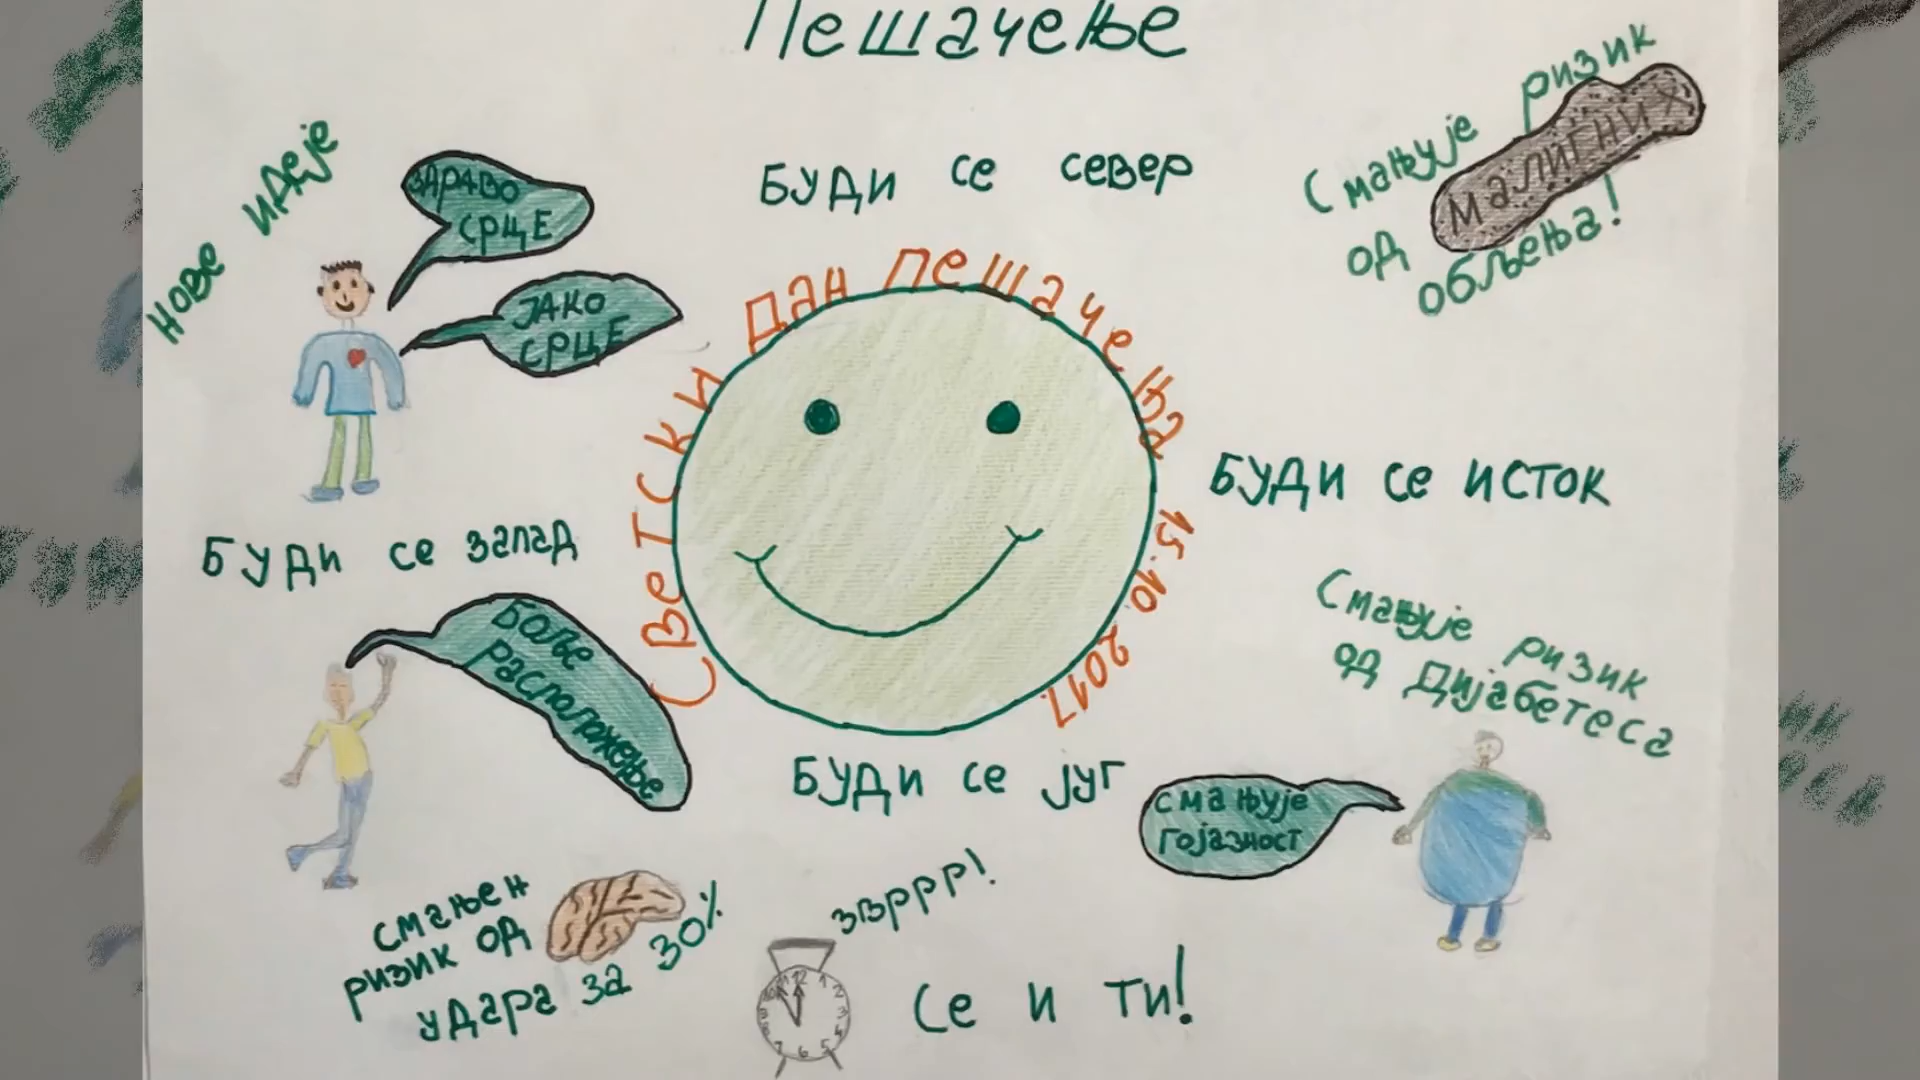 Пешачење
нове идеје
ЗДРАВО
СРЦЕ
ЈАКО
СРЦЕ
Буди се север
Смањује ризик
од Малигних
обљења!
Светски дан пешачења 15.10.2017.
Буди се исток
Буди се запад
Боље
расположење
Смањује ризик
од Дијабетеса
Буди се југ
смањује
гојазност
смањен
ризик од
удара за 30%
зврррр!
Се и ти!